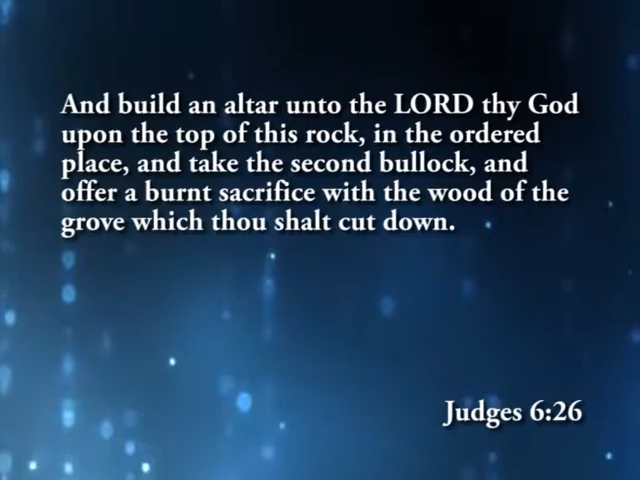 And build an altar unto the LORD thy God
upon the top of this rock, in the ordered
place, and take the second bullock, and
offer a burnt sacrifice with the wood of the
grove which thou shalt cut down.
Judges 6:26